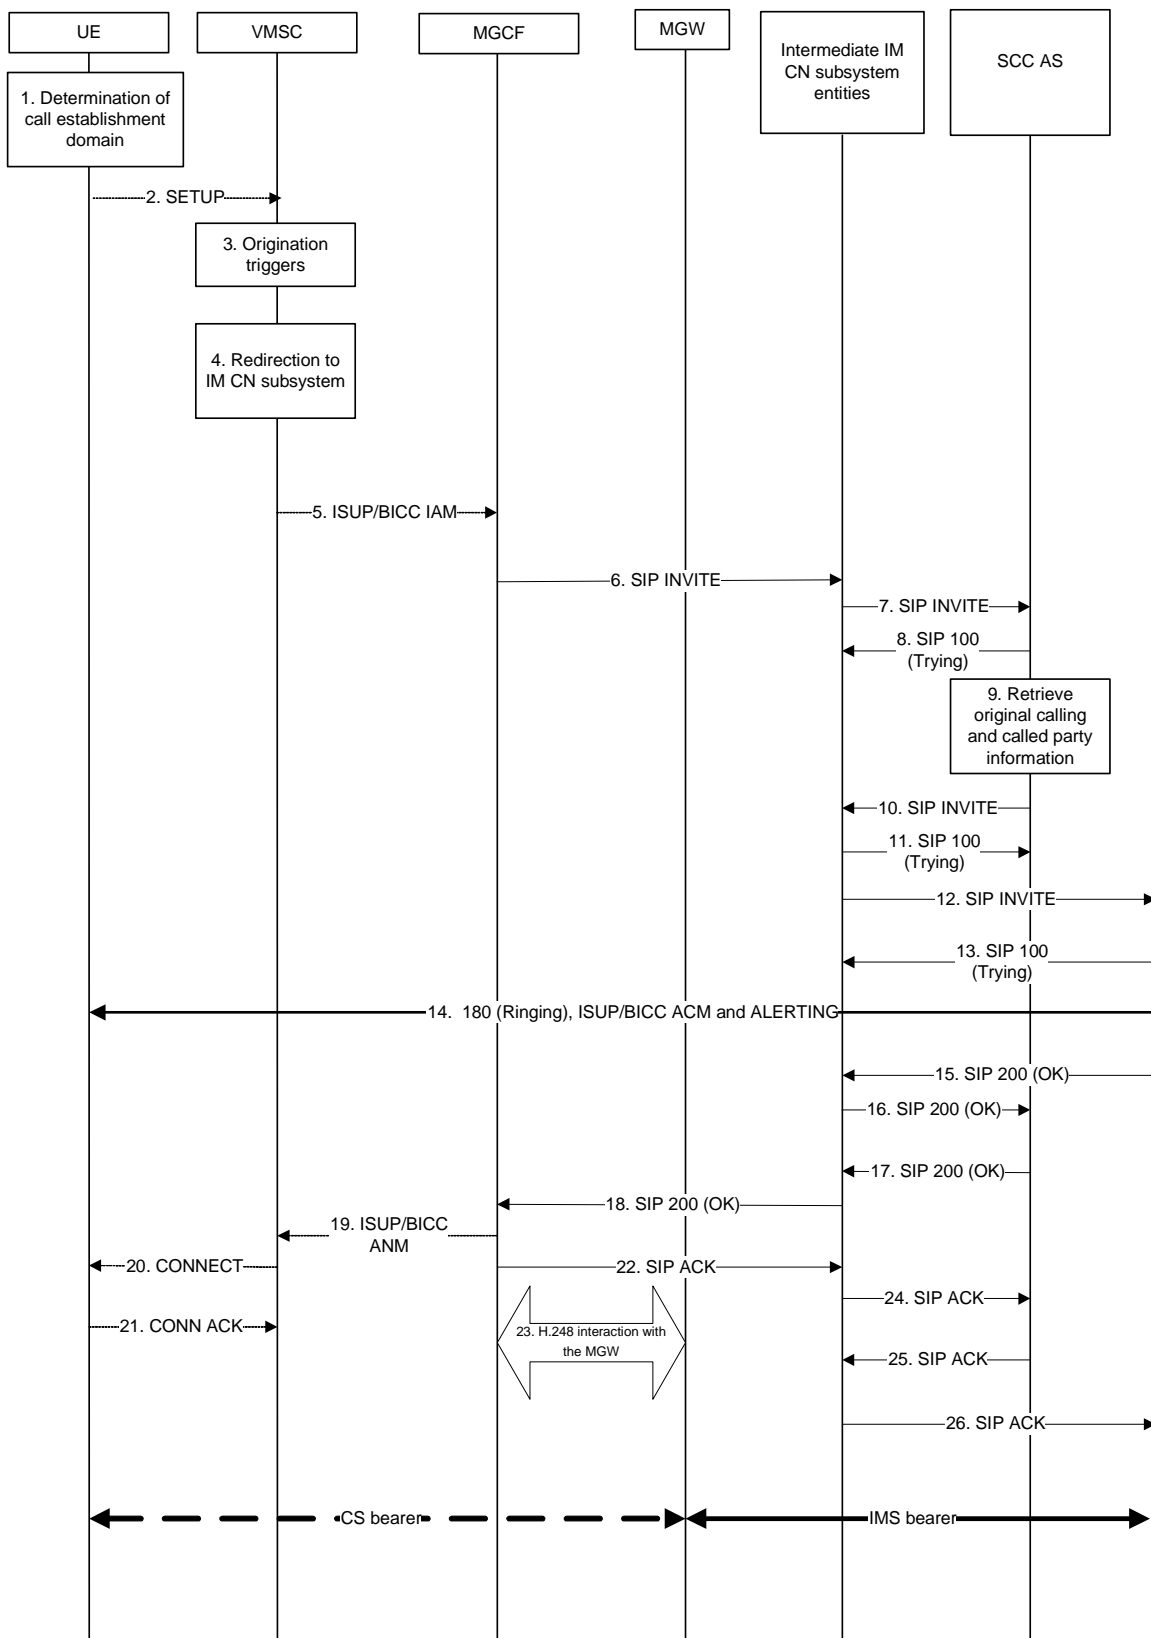 UE
VMSC
MGCF
MGW
Intermediate IM
CN subsystem
entities
SCC AS
1. Determination of
call establishment
domain
2. SETUP
3. Origination
triggers
4. Redirection to
IM CN subsystem
5. ISUP/BICC IAM
6. SIP INVITE
7. SIP INVITE
8. SIP 100
(Trying)
9. Retrieve
original calling
and called party
information
10. SIP INVITE
11. SIP 100
(Trying)
12. SIP INVITE
13. SIP 100
(Trying)
14. 180 (Ringing), ISUP/BICC ACM and ALERTING
15. SIP 200 (OK)
16. SIP 200 (OK)
17. SIP 200 (OK)
18. SIP 200 (OK)
19. ISUP/BICC
ANM
20. CONNECT
22. SIP ACK
24. SIP ACK
21. CONN ACK
23. H.248 interaction with
the MGW
25. SIP ACK
26. SIP ACK
CS bearer
IMS bearer